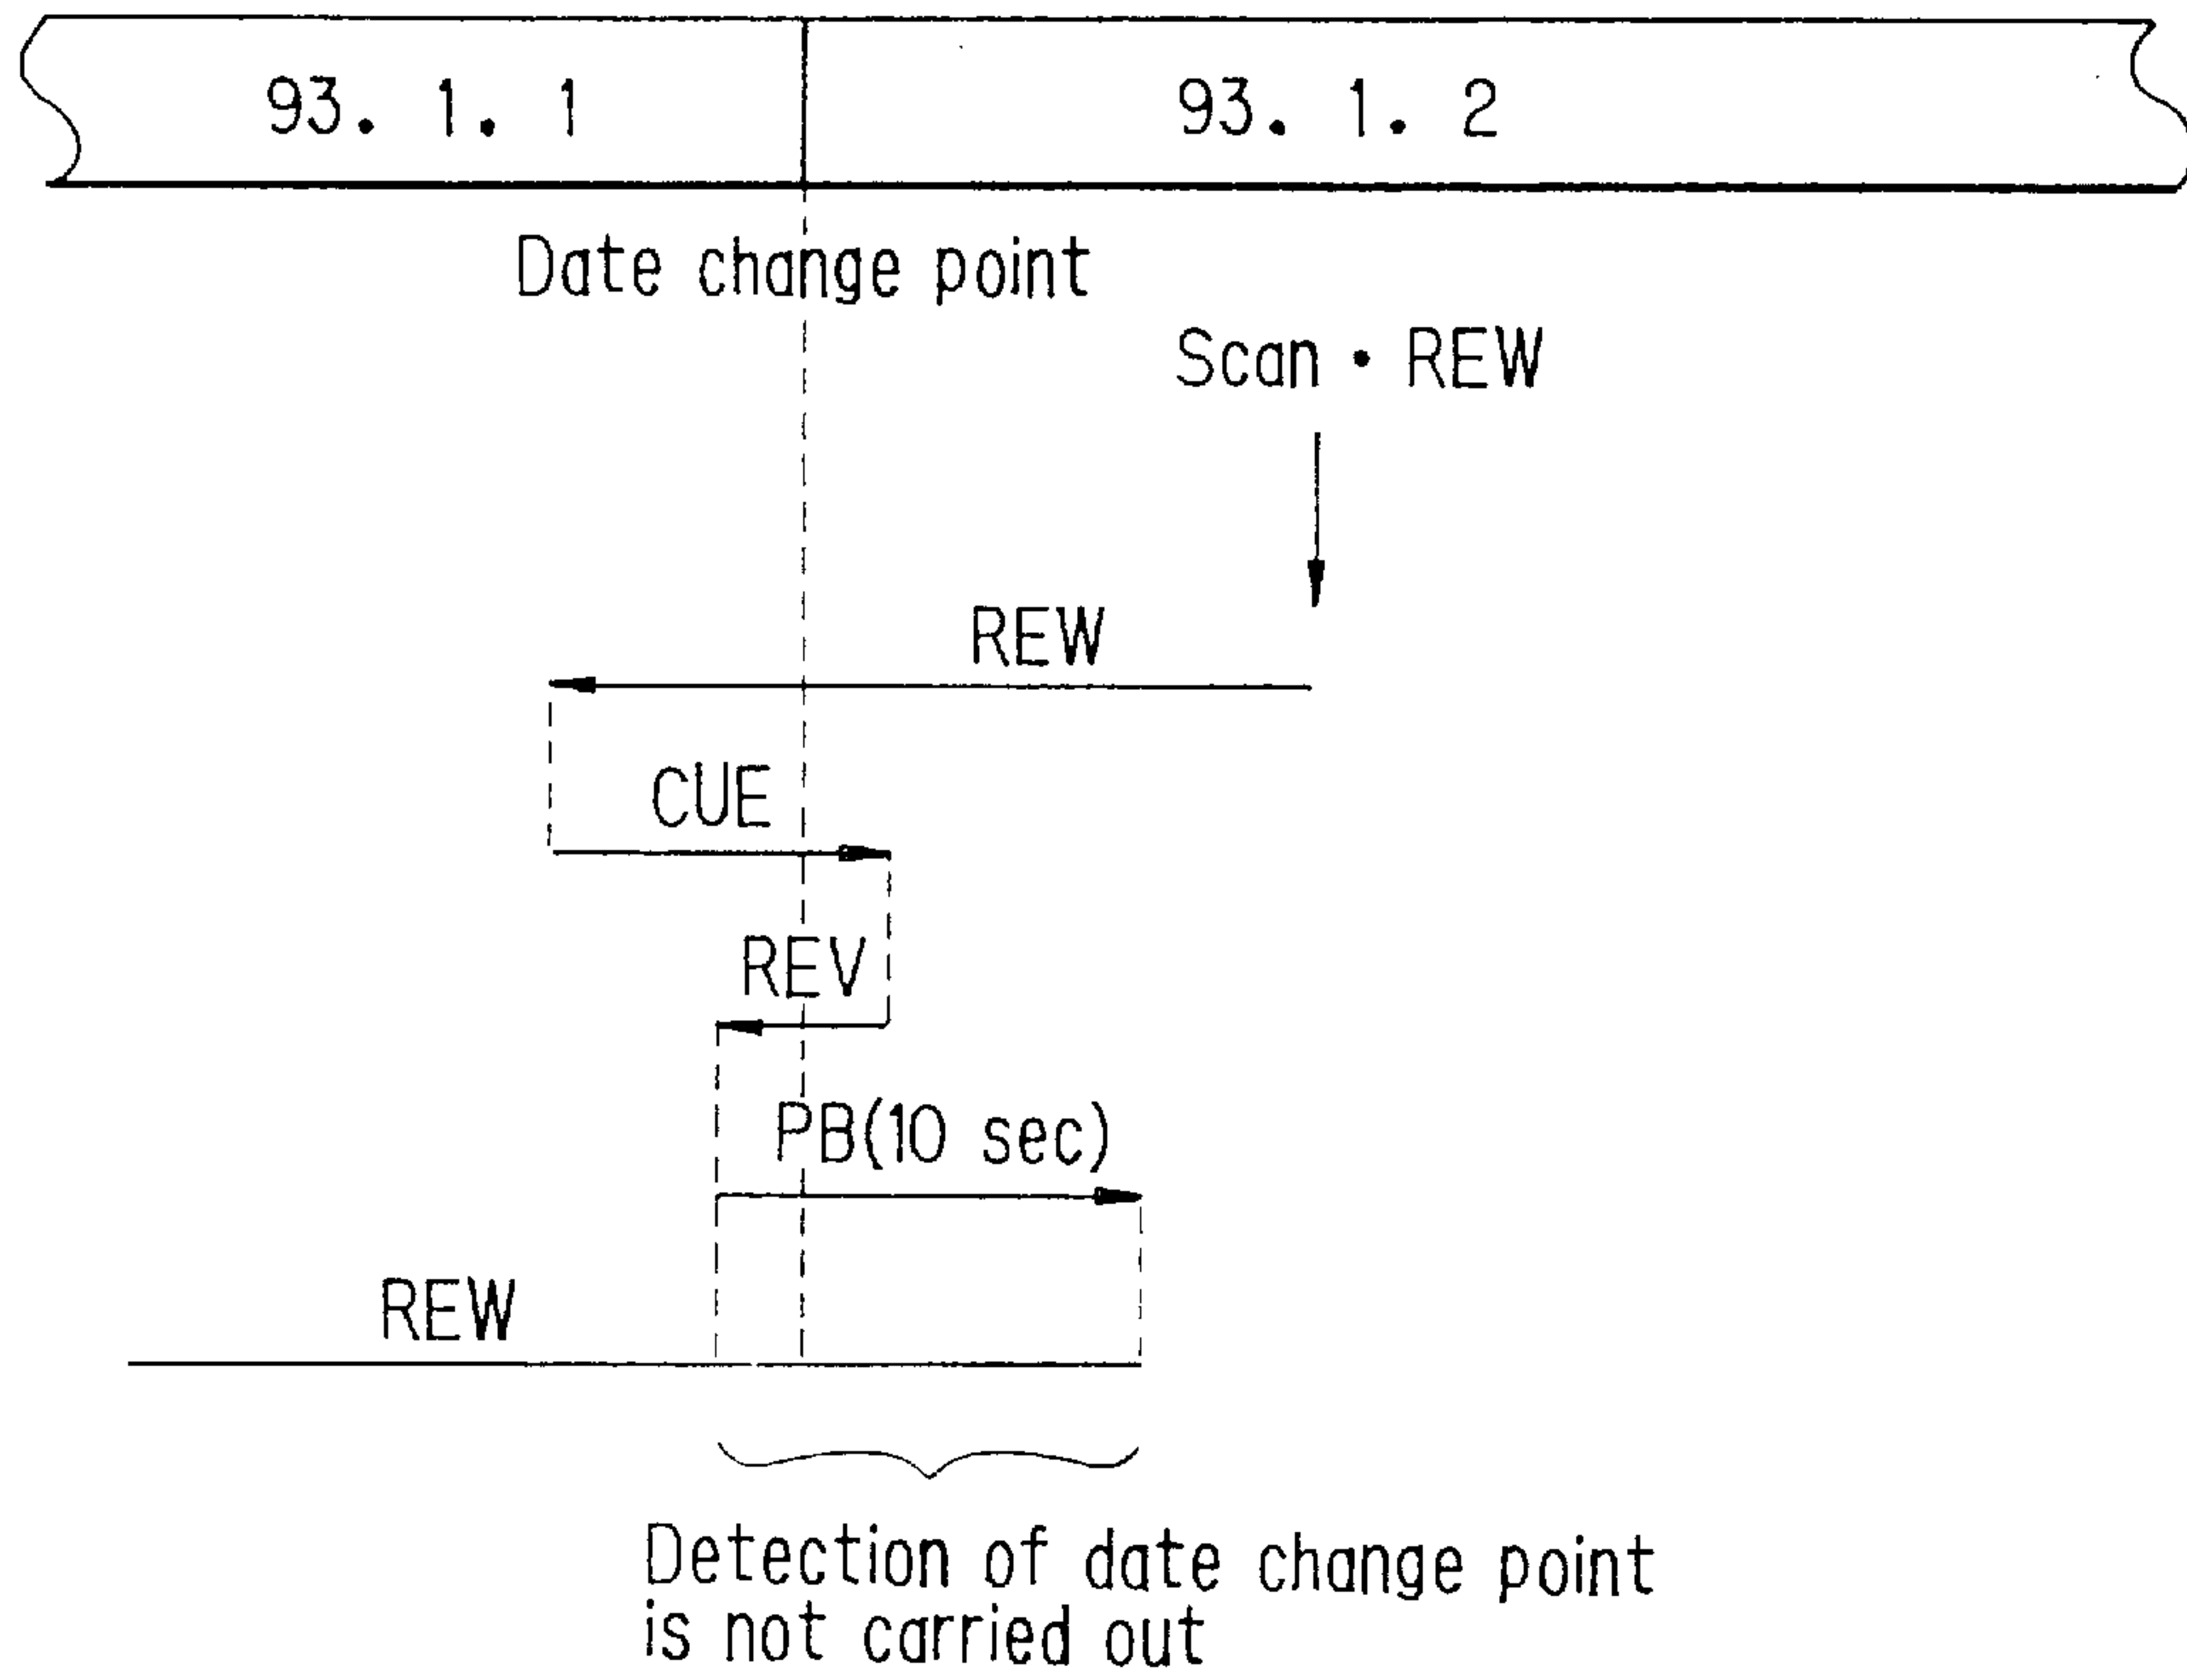 93. 1. 1
93. 1. 2
Date change point
Scan • REW
REW
CUE
REV
PB(10 sec)
REW
Detection of date change point
is not carried out